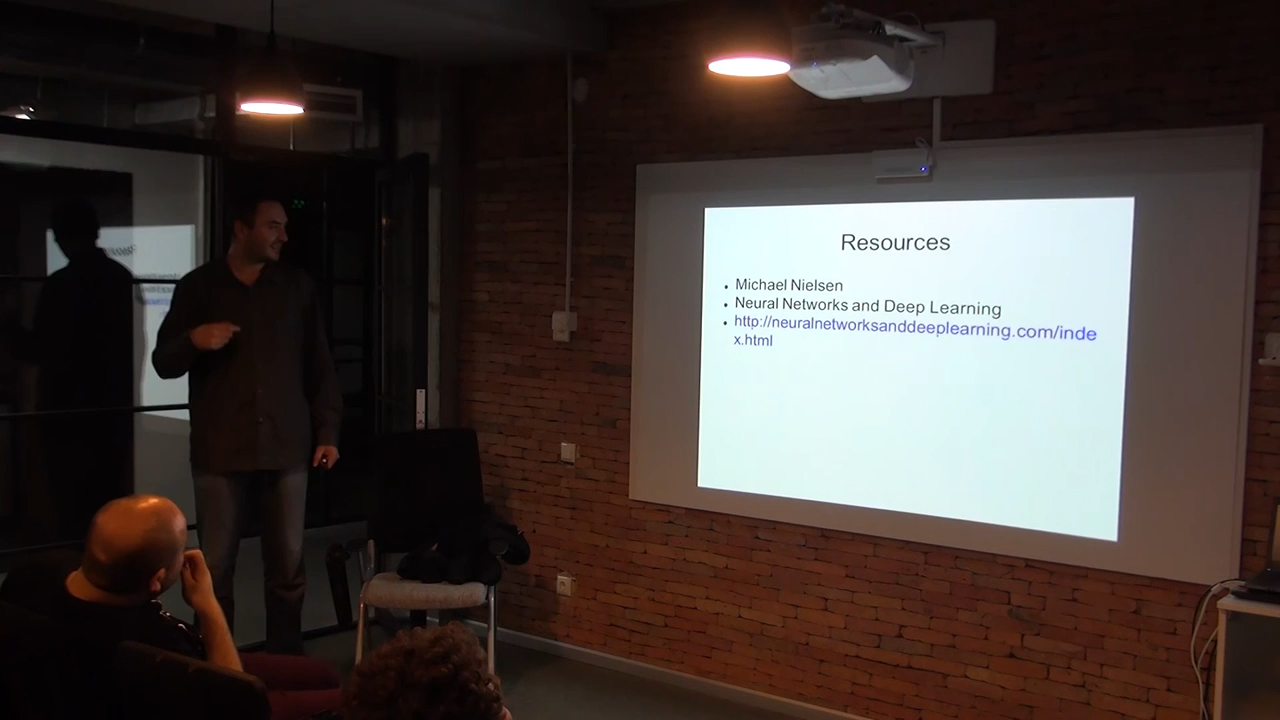 Resources
• Michael Nielsen
• Neural Networks and Deep Learning
• http://neuralnetworksanddeeplearning.com/inde
x.html